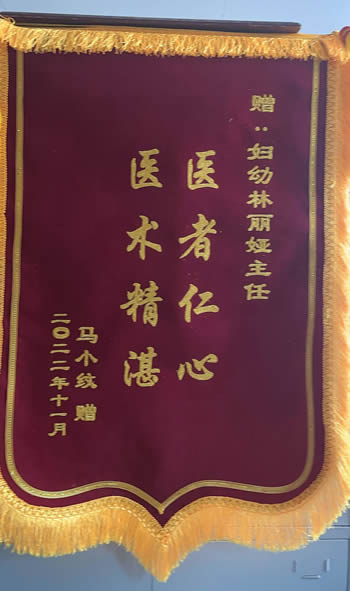 赠：妇幼林丽娅主任
医者仁心
医术精湛
马小纹赠
二〇二二年十一月